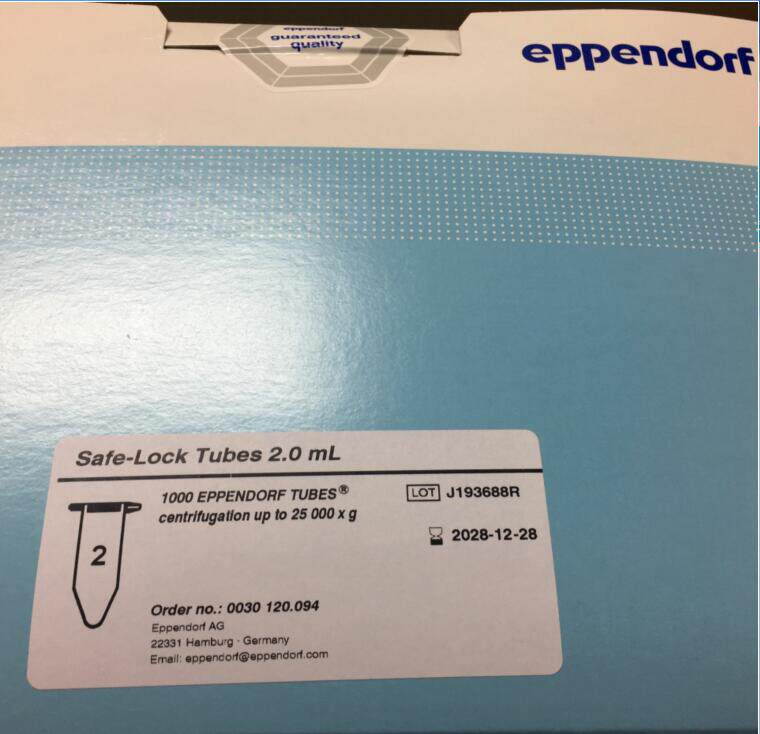 eppendorf
guaranteed
quality
eppendorf
Safe-Lock Tubes 2.0 mL
1000 EPPENDORF TUBES®
centrifugation up to 25 000 x g
LOT J193688R
2028-12-28
2
Order no.: 0030 120.094
Eppendorf AG
22331 Hamburg · Germany
Email: eppendorf@eppendorf.com